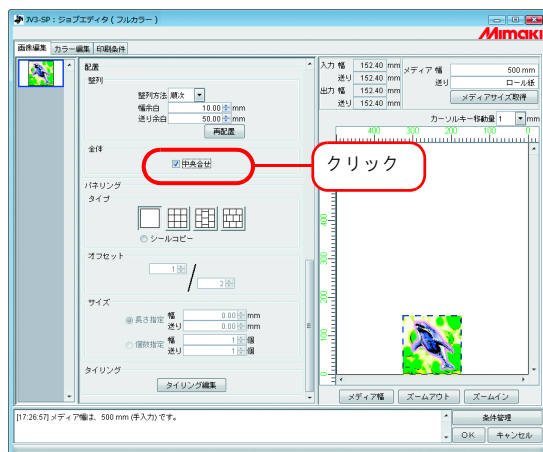 JV3-SP : ジョブエディタ ( フルカラー )
Mimaki
画像編集 カラー編集 印刷条件
配置
整列
整列方法 順次
幅余白 10.00 mm
送り余白 50.00 mm
再配置
全体
中央合せ
クリック
パネリング
タイプ
シールコピー
オフセット
1 / 2
サイズ
長さ指定 幅 0.00 mm
送り 0.00 mm
個数指定 幅 1 個
送り 1 個
タイリング
タイリング編集
入力 幅 152.40 mm
送り 152.40 mm
出力 幅 152.40 mm
送り 152.40 mm
メディア 幅 500 mm
送り ロール紙
メディアサイズ取得
カーソルキー移動量 1 mm
400 300 200 100 0
メディア幅 ズームアウト ズームイン
[17:26:57] メディア幅は、500 mm (手入力) です。
条件管理
OK キャンセル